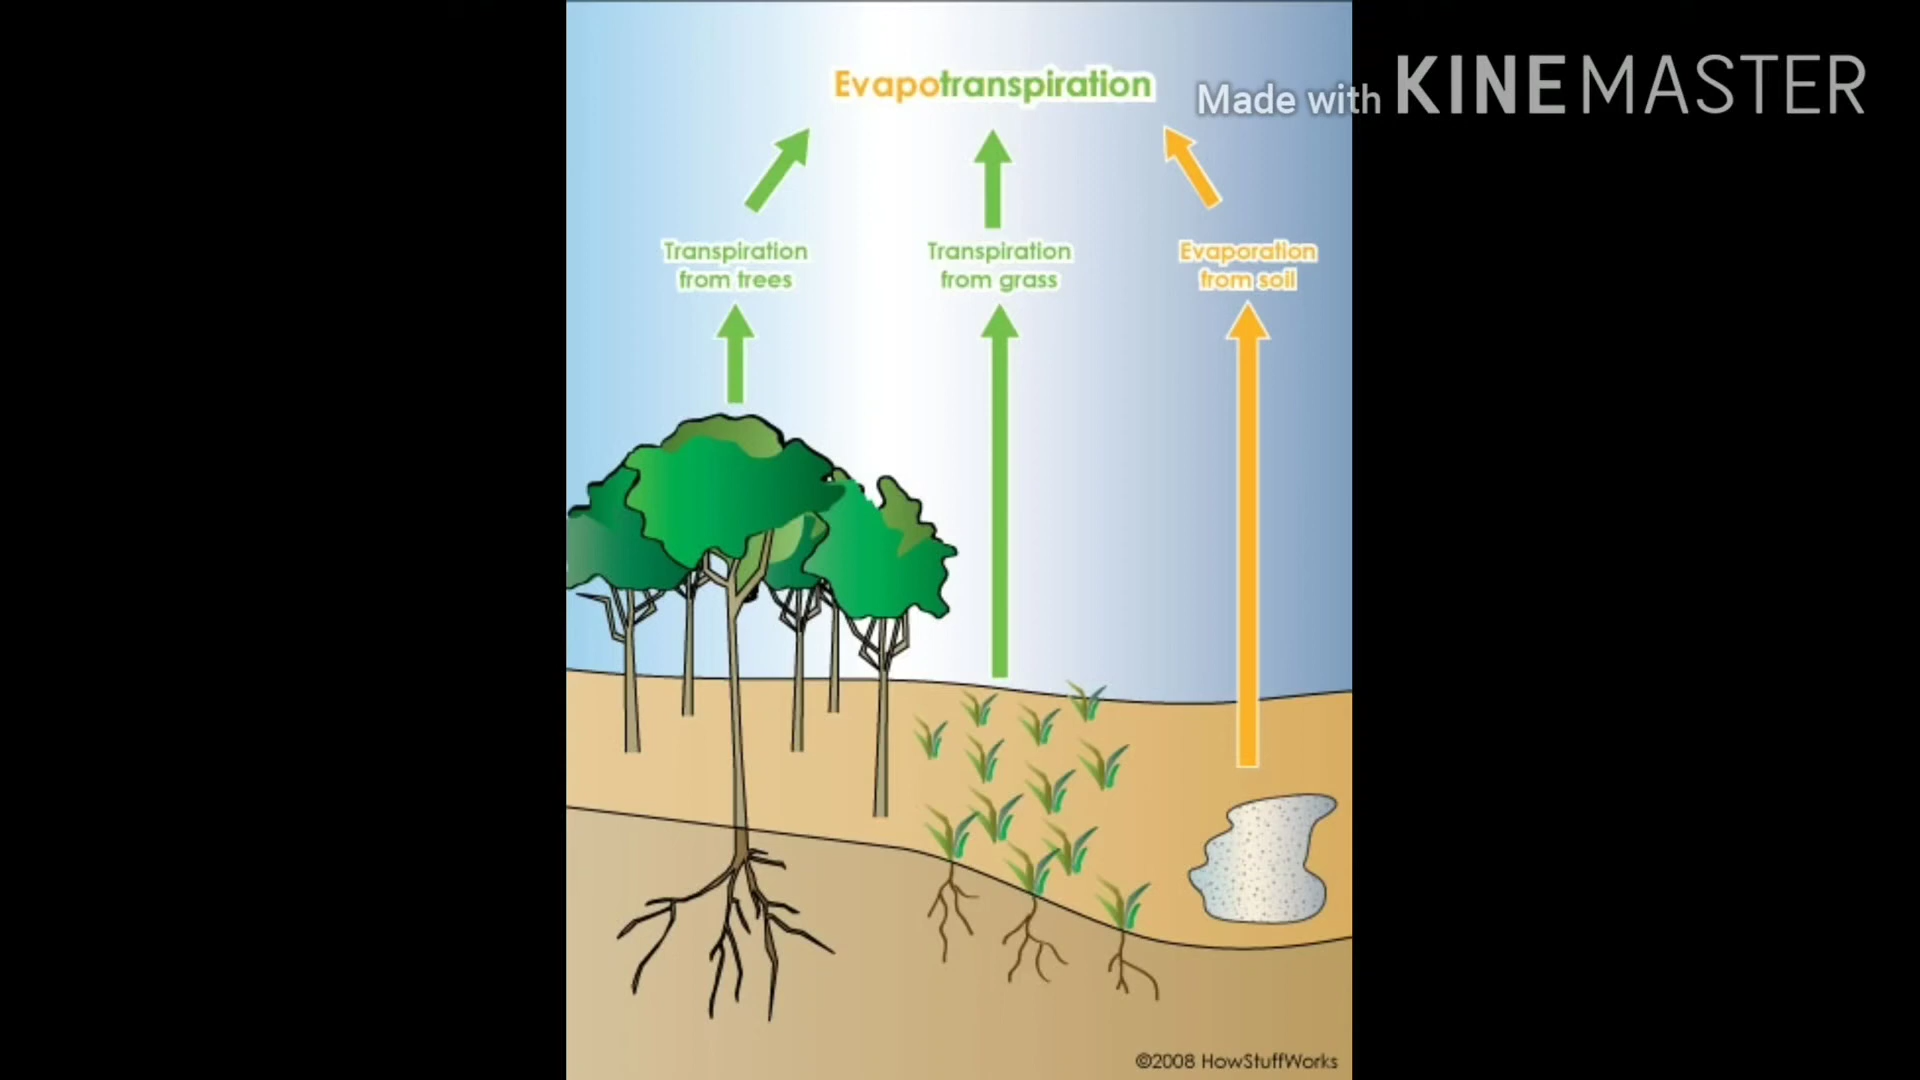 Evapotranspiration
Made with KINEMASTER
Transpiration
from trees
Transpiration
from grass
Evaporation
from soil
©2008 HowStuffWorks